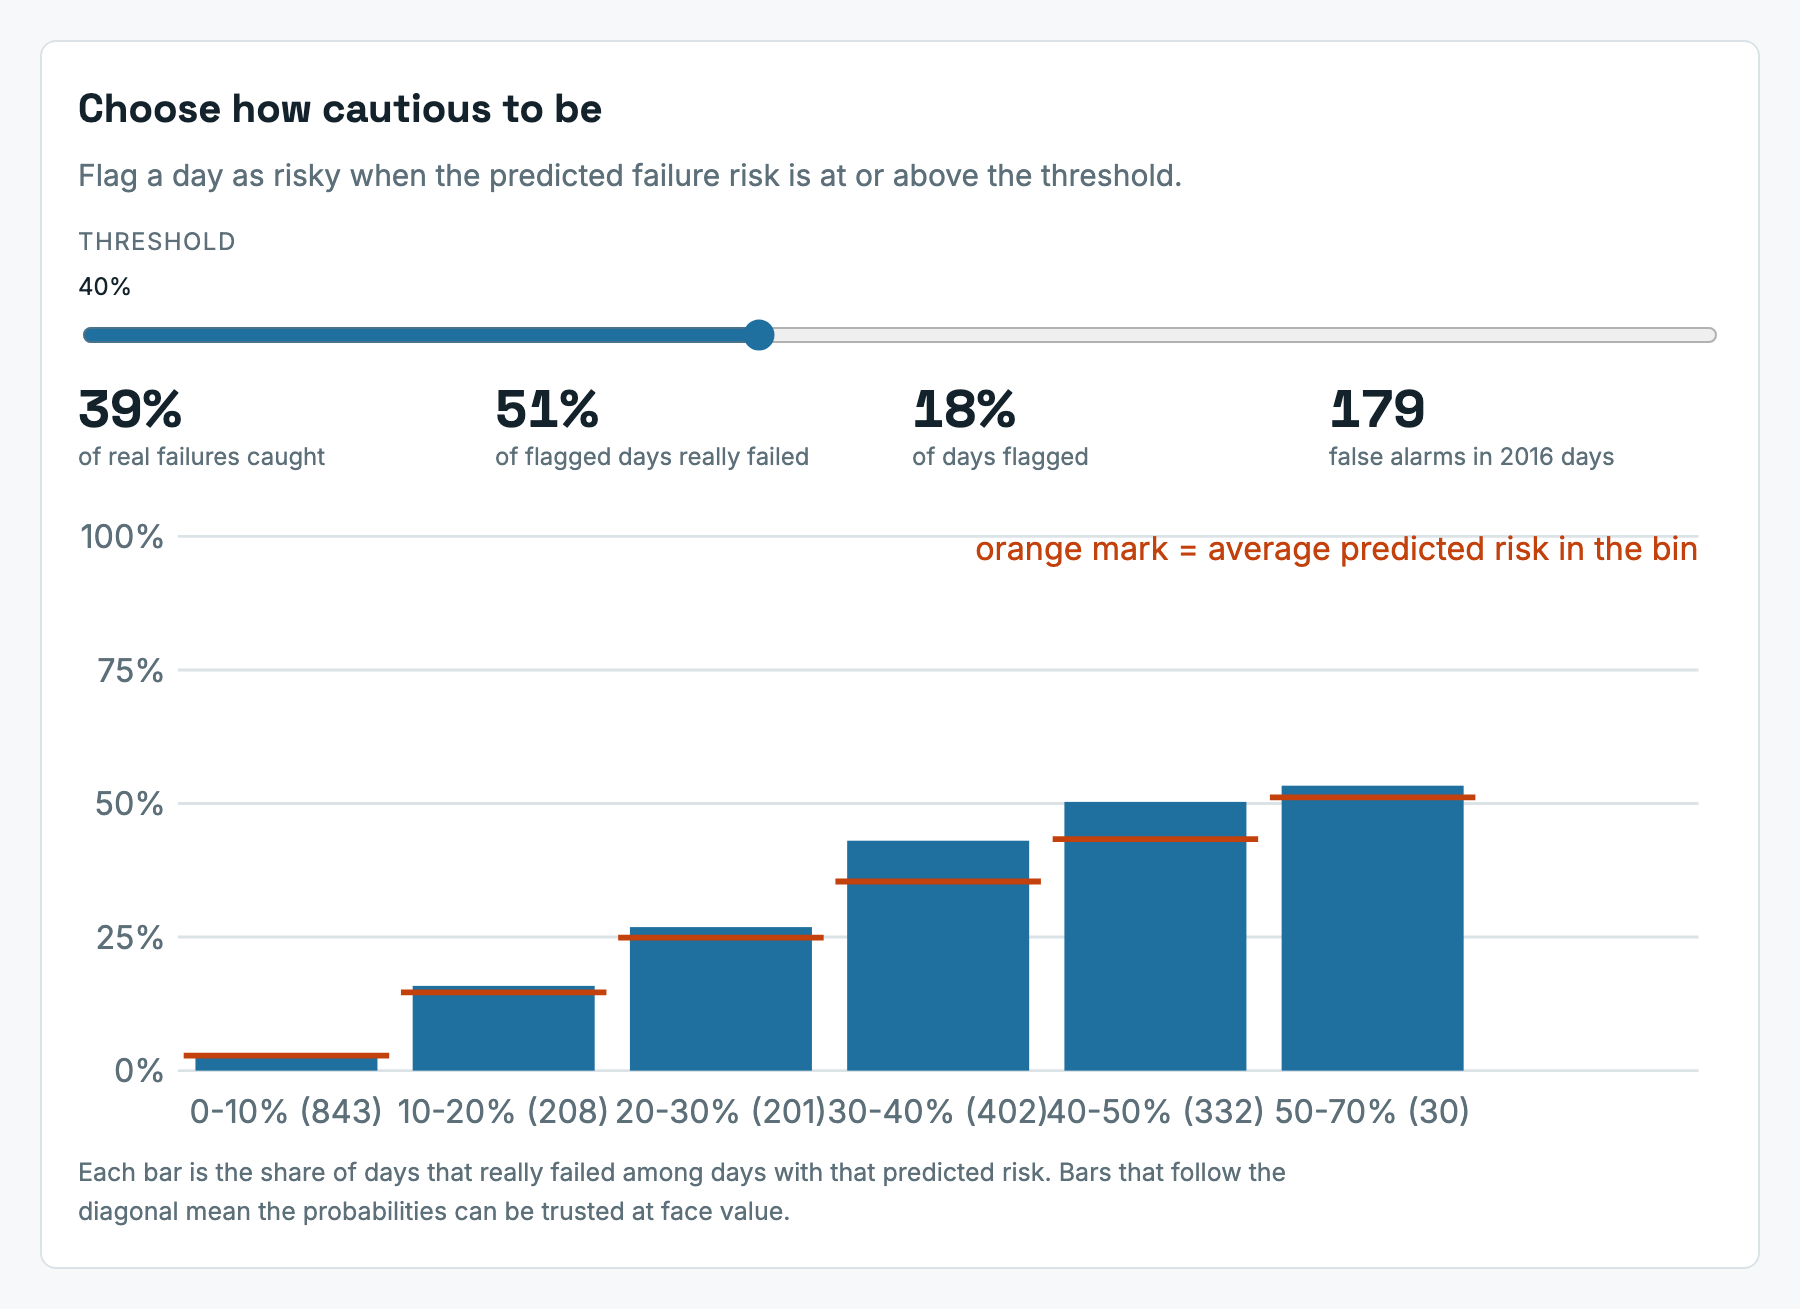 Choose how cautious to be
Flag a day as risky when the predicted failure risk is at or above the threshold.
THRESHOLD
40%
39%
of real failures caught
51%
of flagged days really failed
18%
of days flagged
179
false alarms in 2016 days
100%
orange mark = average predicted risk in the bin
75%
50%
25%
0%
0-10% (843) 10-20% (208) 20-30% (201) 30-40% (402) 40-50% (332) 50-70% (30)
Each bar is the share of days that really failed among days with that predicted risk. Bars that follow the
diagonal mean the probabilities can be trusted at face value.